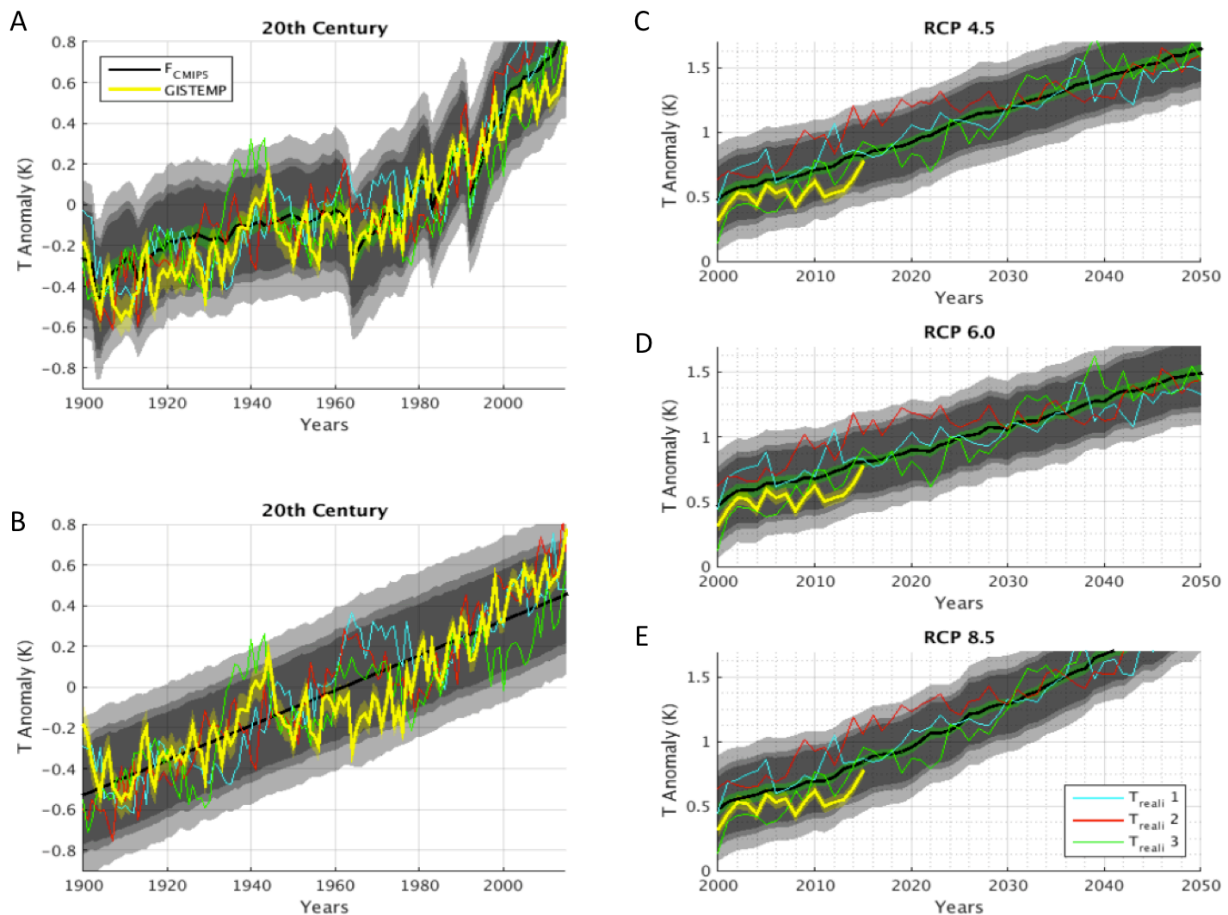 A
20th Century
0.8
0.6
0.4
0.2
0
−0.2
−0.4
−0.6
−0.8
T Anomaly (K)
F CMIP5
GISTEMP
1900 1920 1940 1960 1980 2000
Years
B
20th Century
0.8
0.6
0.4
0.2
0
−0.2
−0.4
−0.6
−0.8
T Anomaly (K)
1900 1920 1940 1960 1980 2000
Years
C
RCP 4.5
1.5
1
0.5
0
T Anomaly (K)
2000 2010 2020 2030 2040 2050
Years
D
RCP 6.0
1.5
1
0.5
0
T Anomaly (K)
2000 2010 2020 2030 2040 2050
Years
E
RCP 8.5
1.5
1
0.5
0
T Anomaly (K)
T reali 1
T reali 2
T reali 3
2000 2010 2020 2030 2040 2050
Years